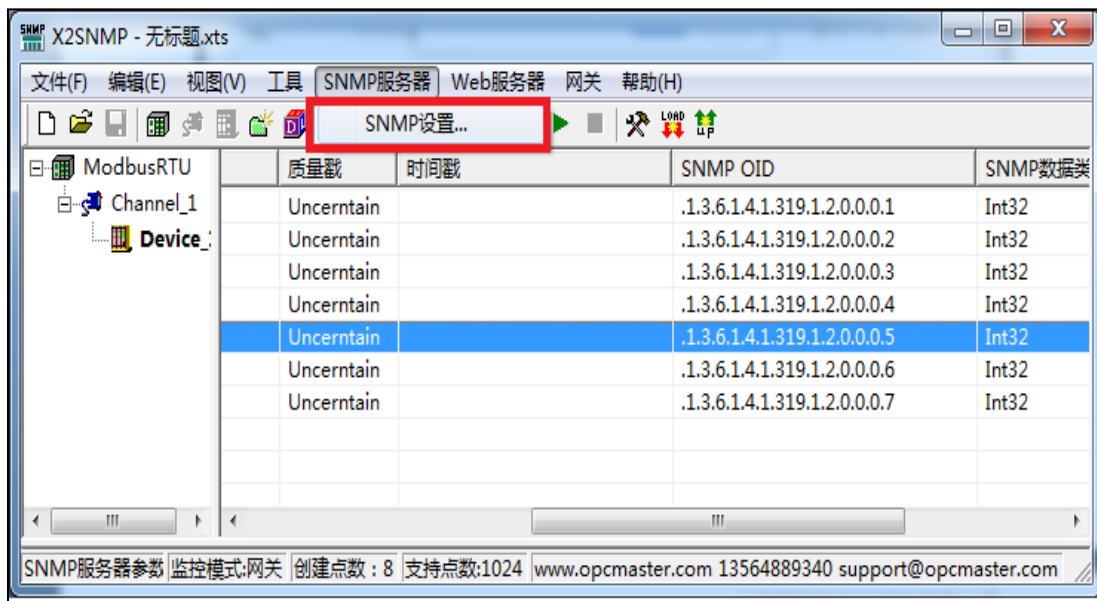 X2SNMP - 无标题.xts
文件(F) 编辑(E) 视图(V) 工具 SNMP服务器 Web服务器 网关 帮助(H)
SNMP设置...
ModbusRTU
Channel_1
Device_
质量戳 时间戳 SNMP OID SNMP数据类
Uncerntain .1.3.6.1.4.1.319.1.2.0.0.0.1 Int32
Uncerntain .1.3.6.1.4.1.319.1.2.0.0.0.2 Int32
Uncerntain .1.3.6.1.4.1.319.1.2.0.0.0.3 Int32
Uncerntain .1.3.6.1.4.1.319.1.2.0.0.0.4 Int32
Uncerntain .1.3.6.1.4.1.319.1.2.0.0.0.5 Int32
Uncerntain .1.3.6.1.4.1.319.1.2.0.0.0.6 Int32
Uncerntain .1.3.6.1.4.1.319.1.2.0.0.0.7 Int32
SNMP服务器参数 监控模式:网关 创建点数：8 支持点数:1024 www.opcmaster.com 13564889340 support@opcmaster.com